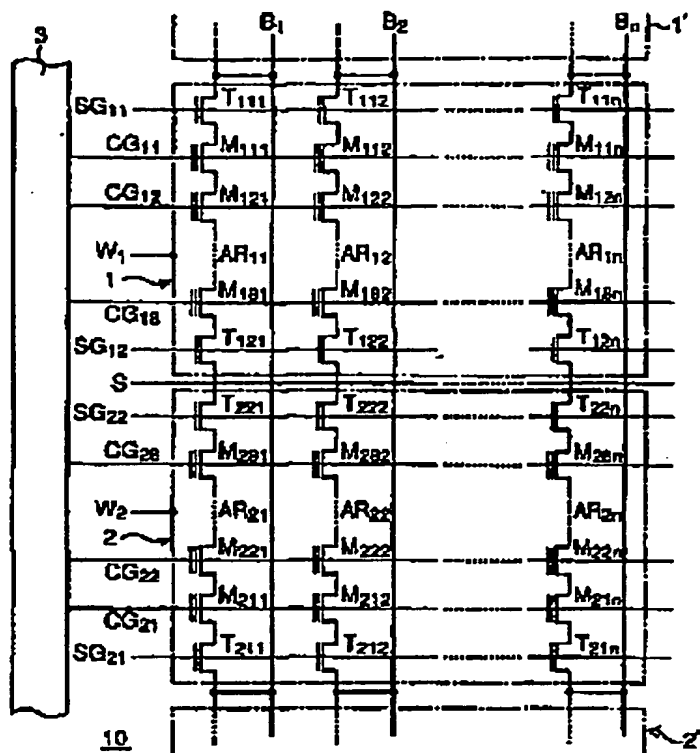 3 B₁ B₂ Bₙ 1'
SG₁₁ T₁₁₁ T₁₁₂ T₁₁ₙ
CG₁₁ M₁₁₁ M₁₁₂ M₁₁ₙ
CG₁₂ M₁₂₁ M₁₂₂ M₁₂ₙ
W₁ AR₁₁ AR₁₂ AR₁ₙ
1
M₁₈₁ M₁₈₂ M₁₈ₙ
CG₁₈
SG₁₂ T₁₂₁ T₁₂₂ T₁₂ₙ
S
SG₂₂ T₂₂₁ T₂₂₂ T₂₂ₙ
CG₂₈ M₂₈₁ M₂₈₂ M₂₈ₙ
W₂ AR₂₁ AR₂₂ AR₂ₙ
2
M₂₂₁ M₂₂₂ M₂₂ₙ
CG₂₂
M₂₁₁ M₂₁₂ M₂₁ₙ
CG₂₁
SG₂₁ T₂₁₁ T₂₁₂ T₂₁ₙ
10 2'